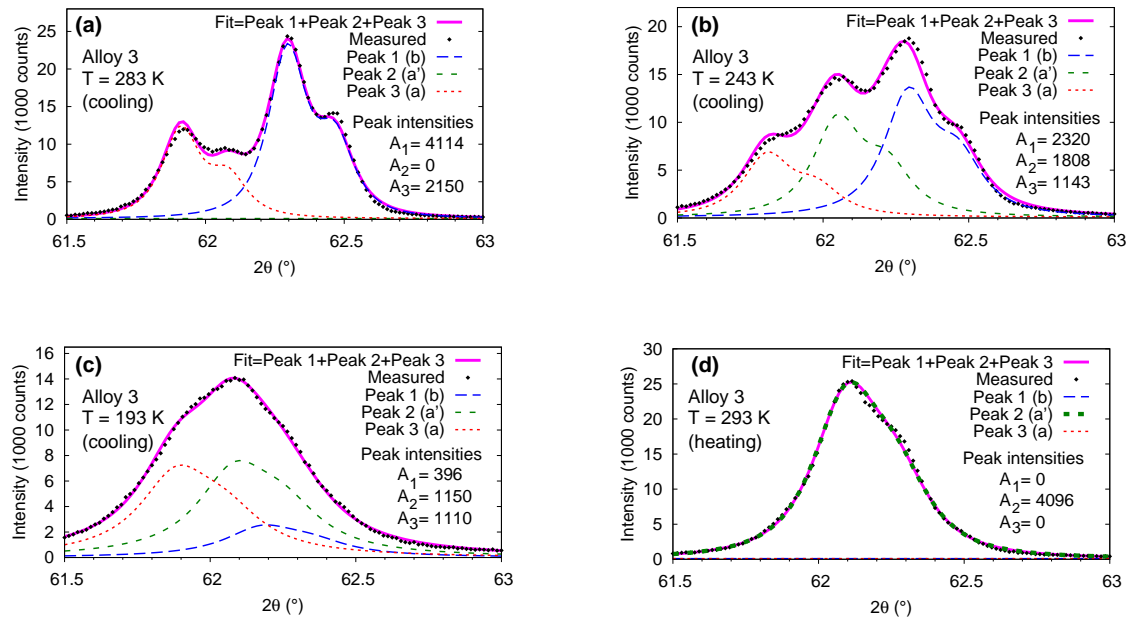 (a)
Fit=Peak 1+Peak 2+Peak 3
Alloy 3
T = 283 K
(cooling)
Measured
Peak 1 (b)
Peak 2 (a')
Peak 3 (a)
Peak intensities
A1= 4114
A2= 0
A3= 2150
Intensity (1000 counts)
0
5
10
15
20
25
61.5
62
62.5
63
2θ (°)
(b)
Fit=Peak 1+Peak 2+Peak 3
Alloy 3
T = 243 K
(cooling)
Measured
Peak 1 (b)
Peak 2 (a')
Peak 3 (a)
Peak intensities
A1= 2320
A2= 1808
A3= 1143
Intensity (1000 counts)
0
5
10
15
20
61.5
62
62.5
63
2θ (°)
(c)
Fit=Peak 1+Peak 2+Peak 3
Alloy 3
T = 193 K
(cooling)
Measured
Peak 1 (b)
Peak 2 (a')
Peak 3 (a)
Peak intensities
A1= 396
A2= 1150
A3= 1110
Intensity (1000 counts)
0
2
4
6
8
10
12
14
16
61.5
62
62.5
63
2θ (°)
(d)
Fit=Peak 1+Peak 2+Peak 3
Alloy 3
T = 293 K
(heating)
Measured
Peak 1 (b)
Peak 2 (a')
Peak 3 (a)
Peak intensities
A1= 0
A2= 4096
A3= 0
Intensity (1000 counts)
0
5
10
15
20
25
30
61.5
62
62.5
63
2θ (°)